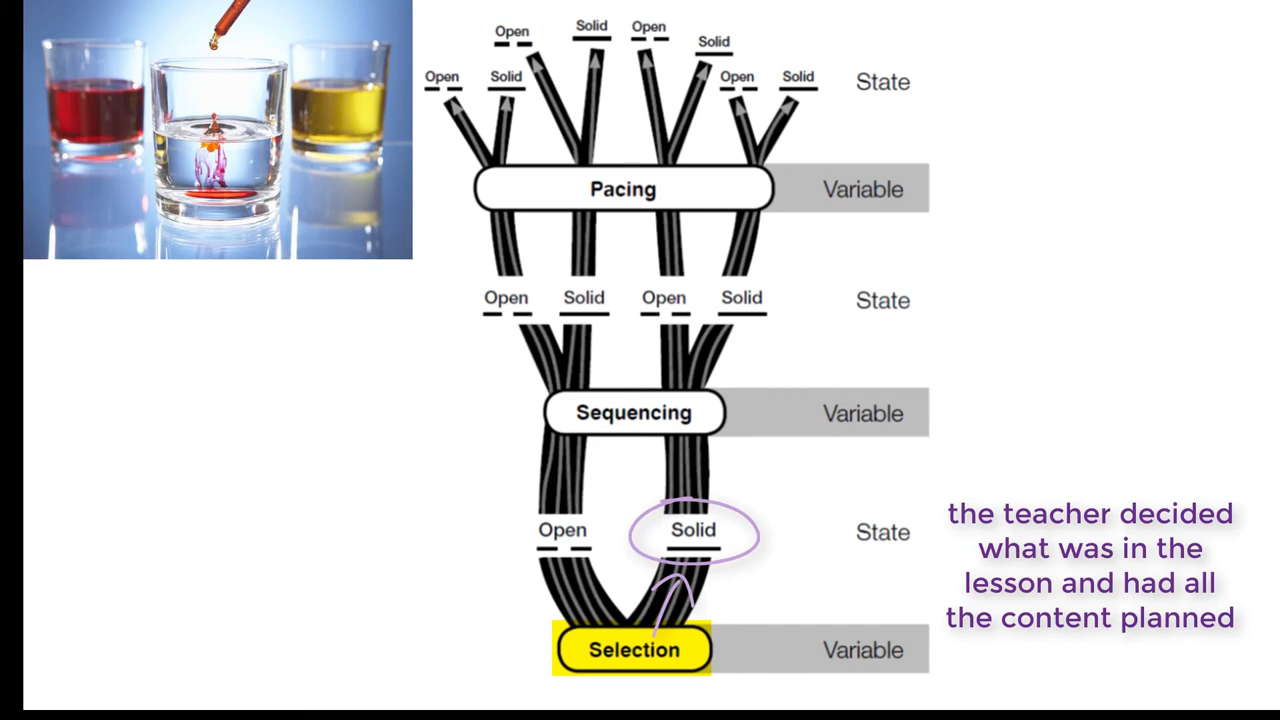 Open Solid Open Solid
Open Solid Open Solid State
Pacing Variable
Open Solid Open Solid State
Sequencing Variable
Open Solid State
the teacher decided
what was in the
lesson and had all
the content planned
Selection Variable